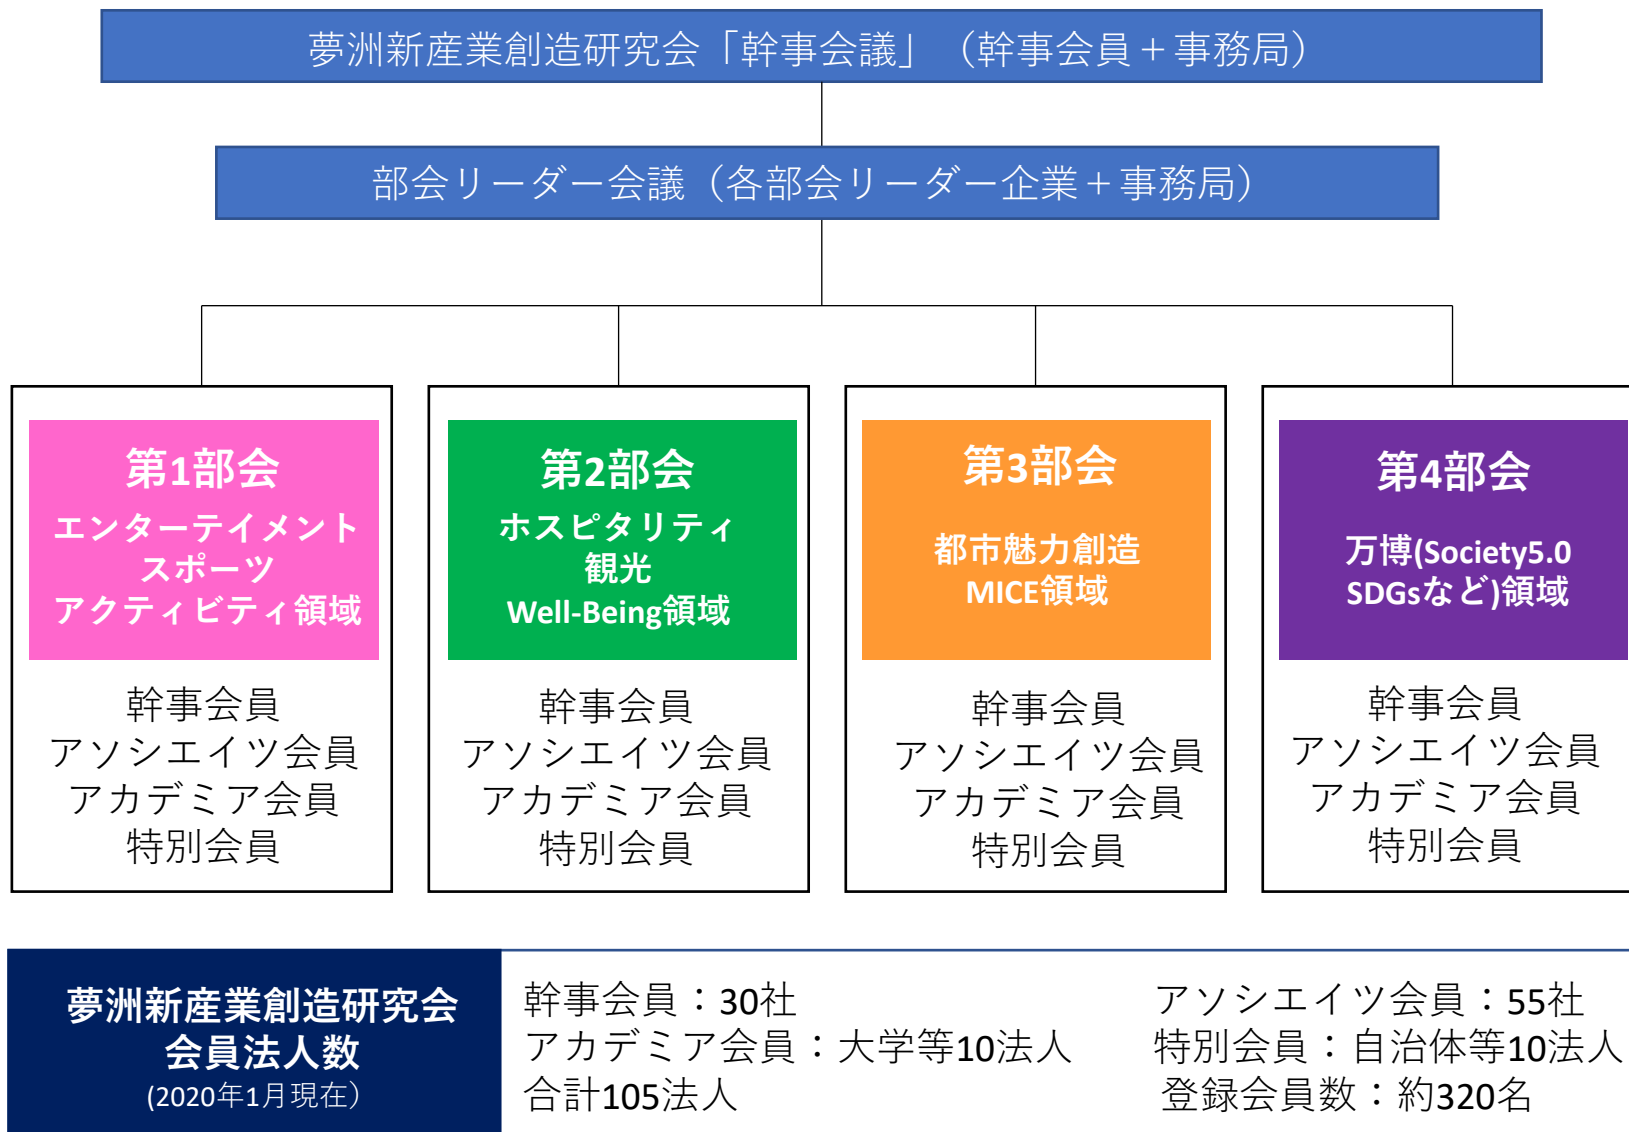 夢洲新産業創造研究会「幹事会議」（幹事会員＋事務局）
部会リーダー会議（各部会リーダー企業＋事務局）
第1部会
エンターテイメント
スポーツ
アクティビティ領域
幹事会員
アソシエイツ会員
アカデミア会員
特別会員
第2部会
ホスピタリティ
観光
Well-Being領域
幹事会員
アソシエイツ会員
アカデミア会員
特別会員
第3部会
都市魅力創造
MICE領域
幹事会員
アソシエイツ会員
アカデミア会員
特別会員
第4部会
万博(Society5.0
SDGsなど)領域
幹事会員
アソシエイツ会員
アカデミア会員
特別会員
夢洲新産業創造研究会
会員法人数
(2020年1月現在）
幹事会員：30社
アカデミア会員：大学等10法人
合計105法人
アソシエイツ会員：55社
特別会員：自治体等10法人
登録会員数：約320名